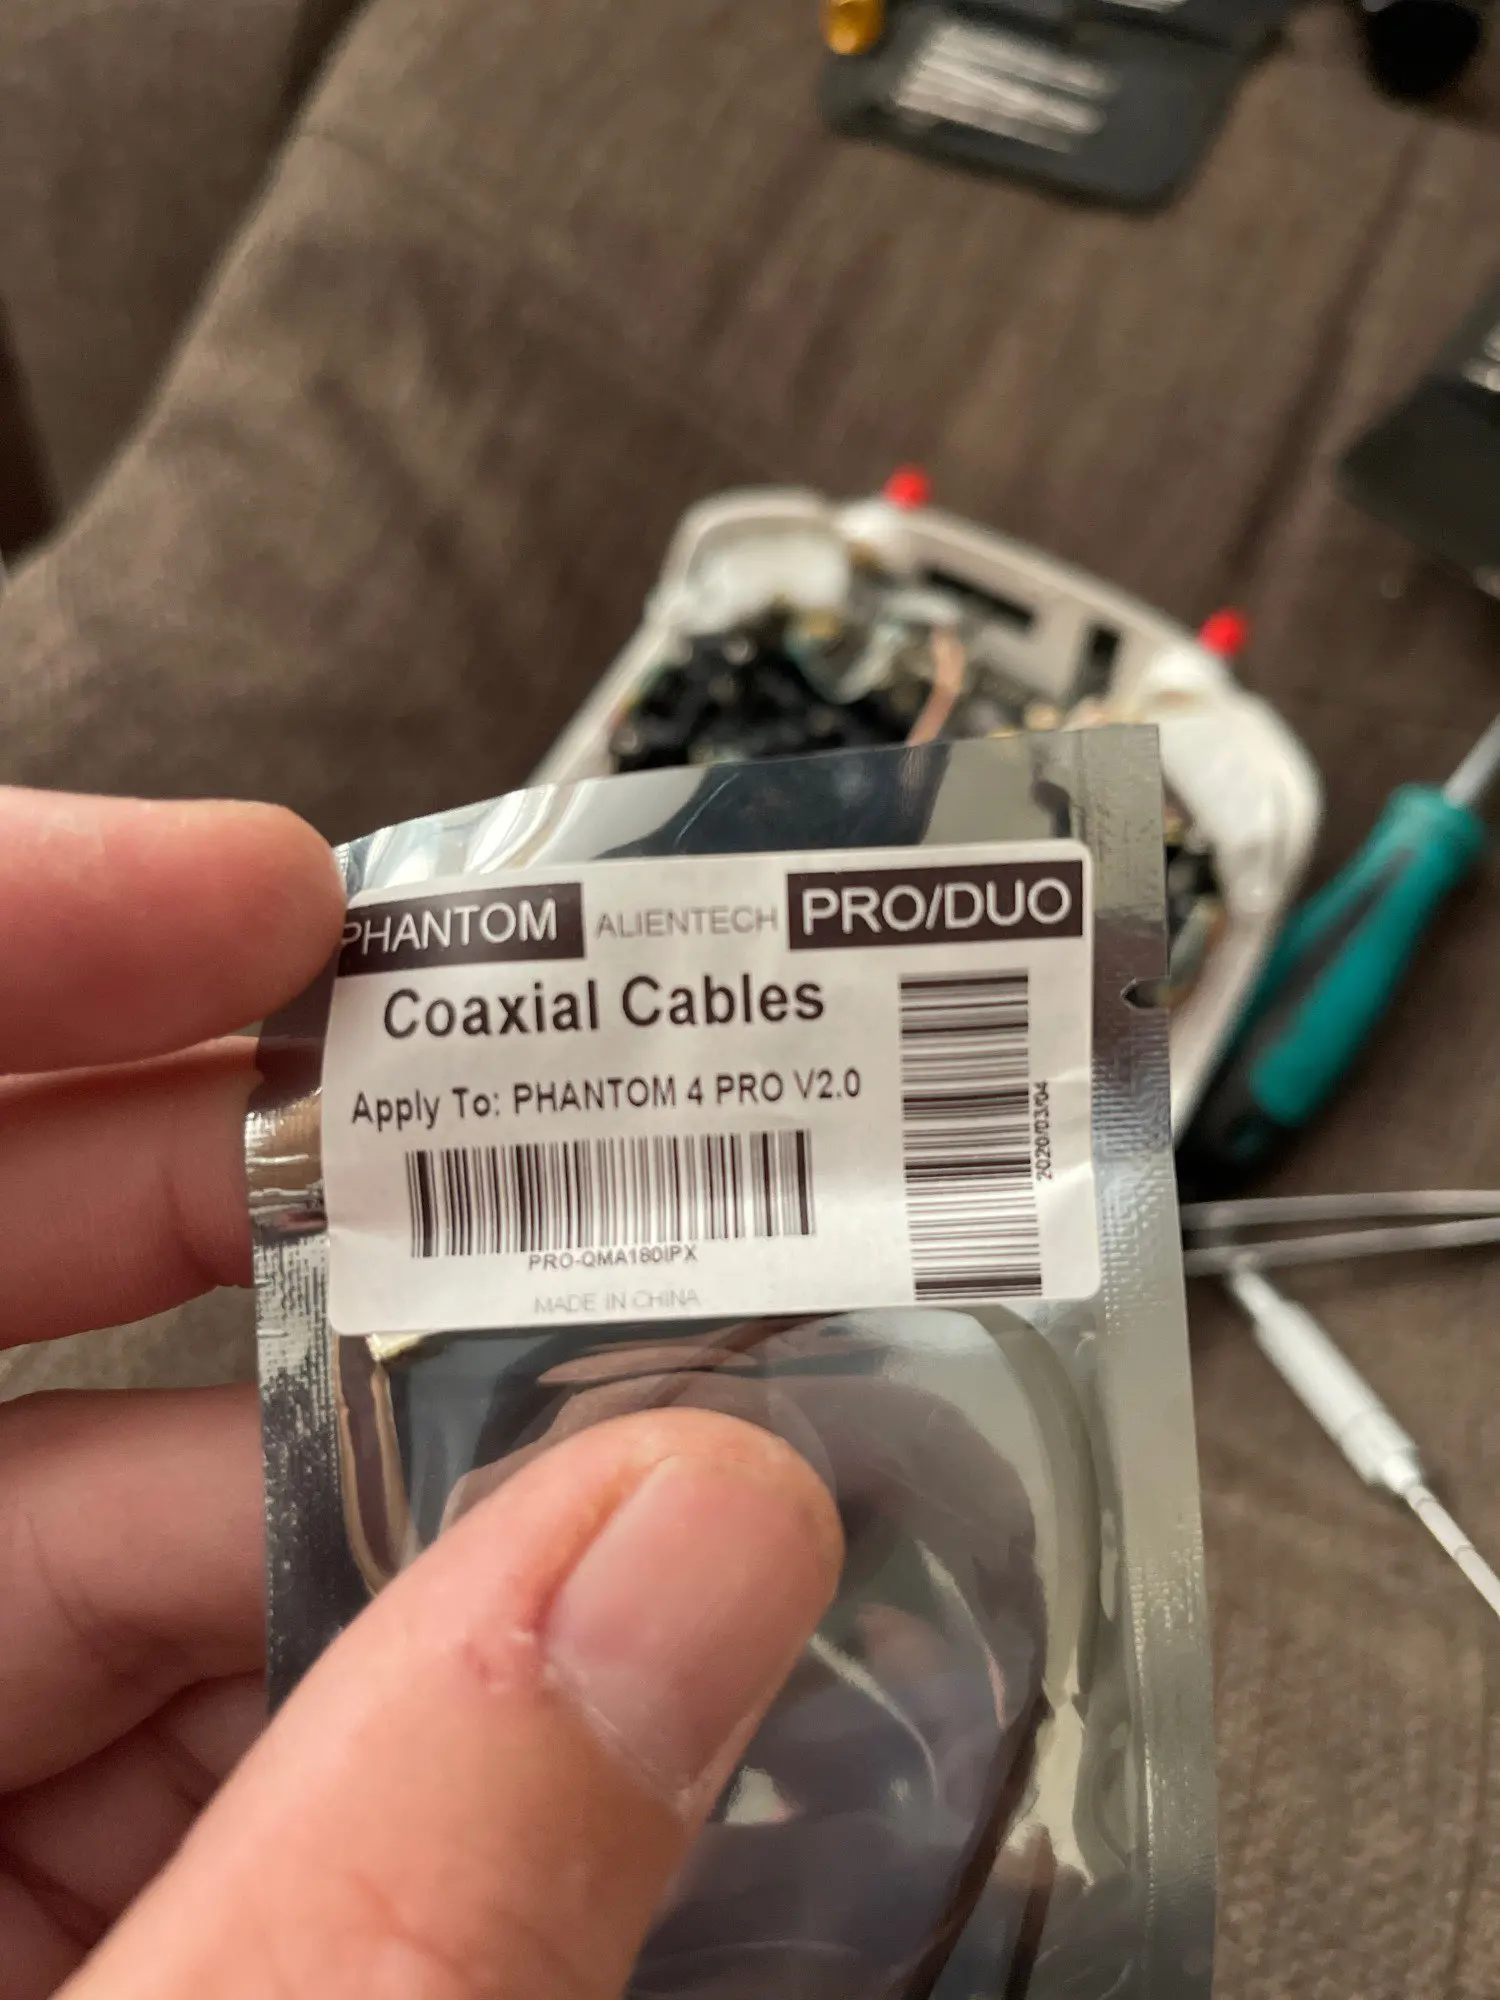 PHANTOM ALIENTECH PRO/DUO
Coaxial Cables
Apply To: PHANTOM 4 PRO V2.0
PRO-QMA180IPX
2020/03/04
MADE IN CHINA